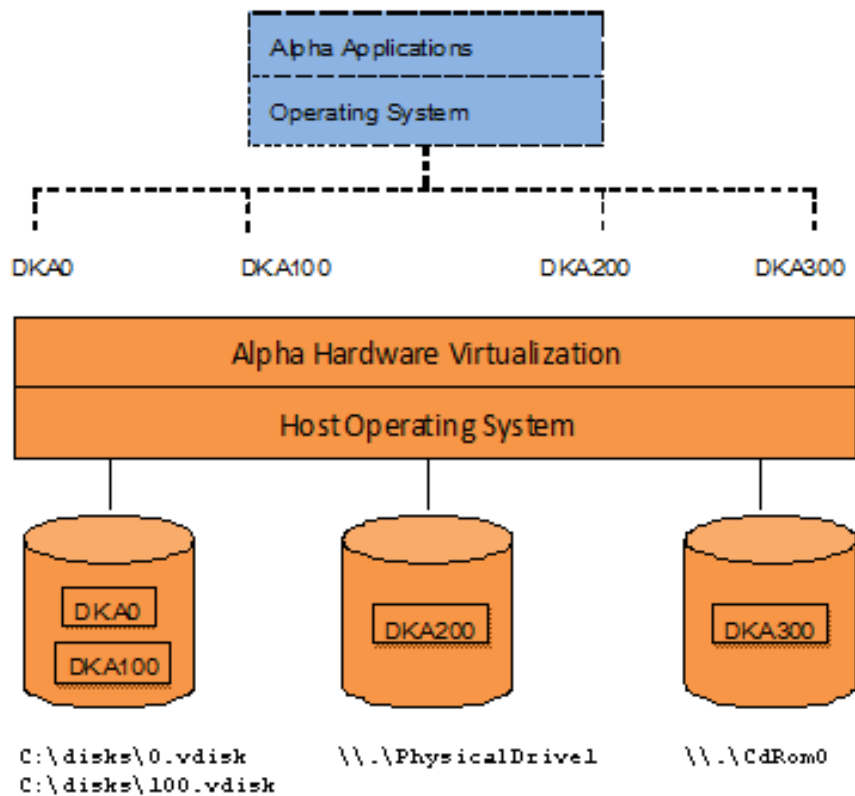 Alpha Applications
Operating System
DKA0 DKA100 DKA200 DKA300
Alpha Hardware Virtualization
Host Operating System
DKA0
DKA100
DKA200
DKA300
C:\disks\0.vdisk
C:\disks\100.vdisk
\\.\PhysicalDrive1
\\.\CdRom0